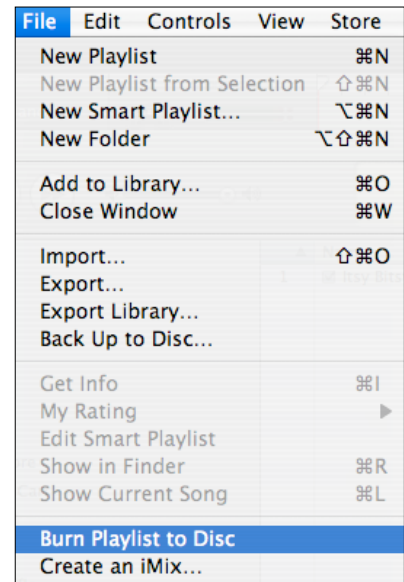 File Edit Controls View Store
New Playlist ⌘N
New Playlist from Selection ⇧⌘N
New Smart Playlist... ⌥⌘N
New Folder ⌥⇧⌘N
Add to Library... ⌘O
Close Window ⌘W
Import... ⇧⌘O
Export...
Export Library...
Back Up to Disc...
Get Info ⌘I
My Rating ▶
Edit Smart Playlist
Show in Finder ⌘R
Show Current Song ⌘L
Burn Playlist to Disc
Create an iMix...